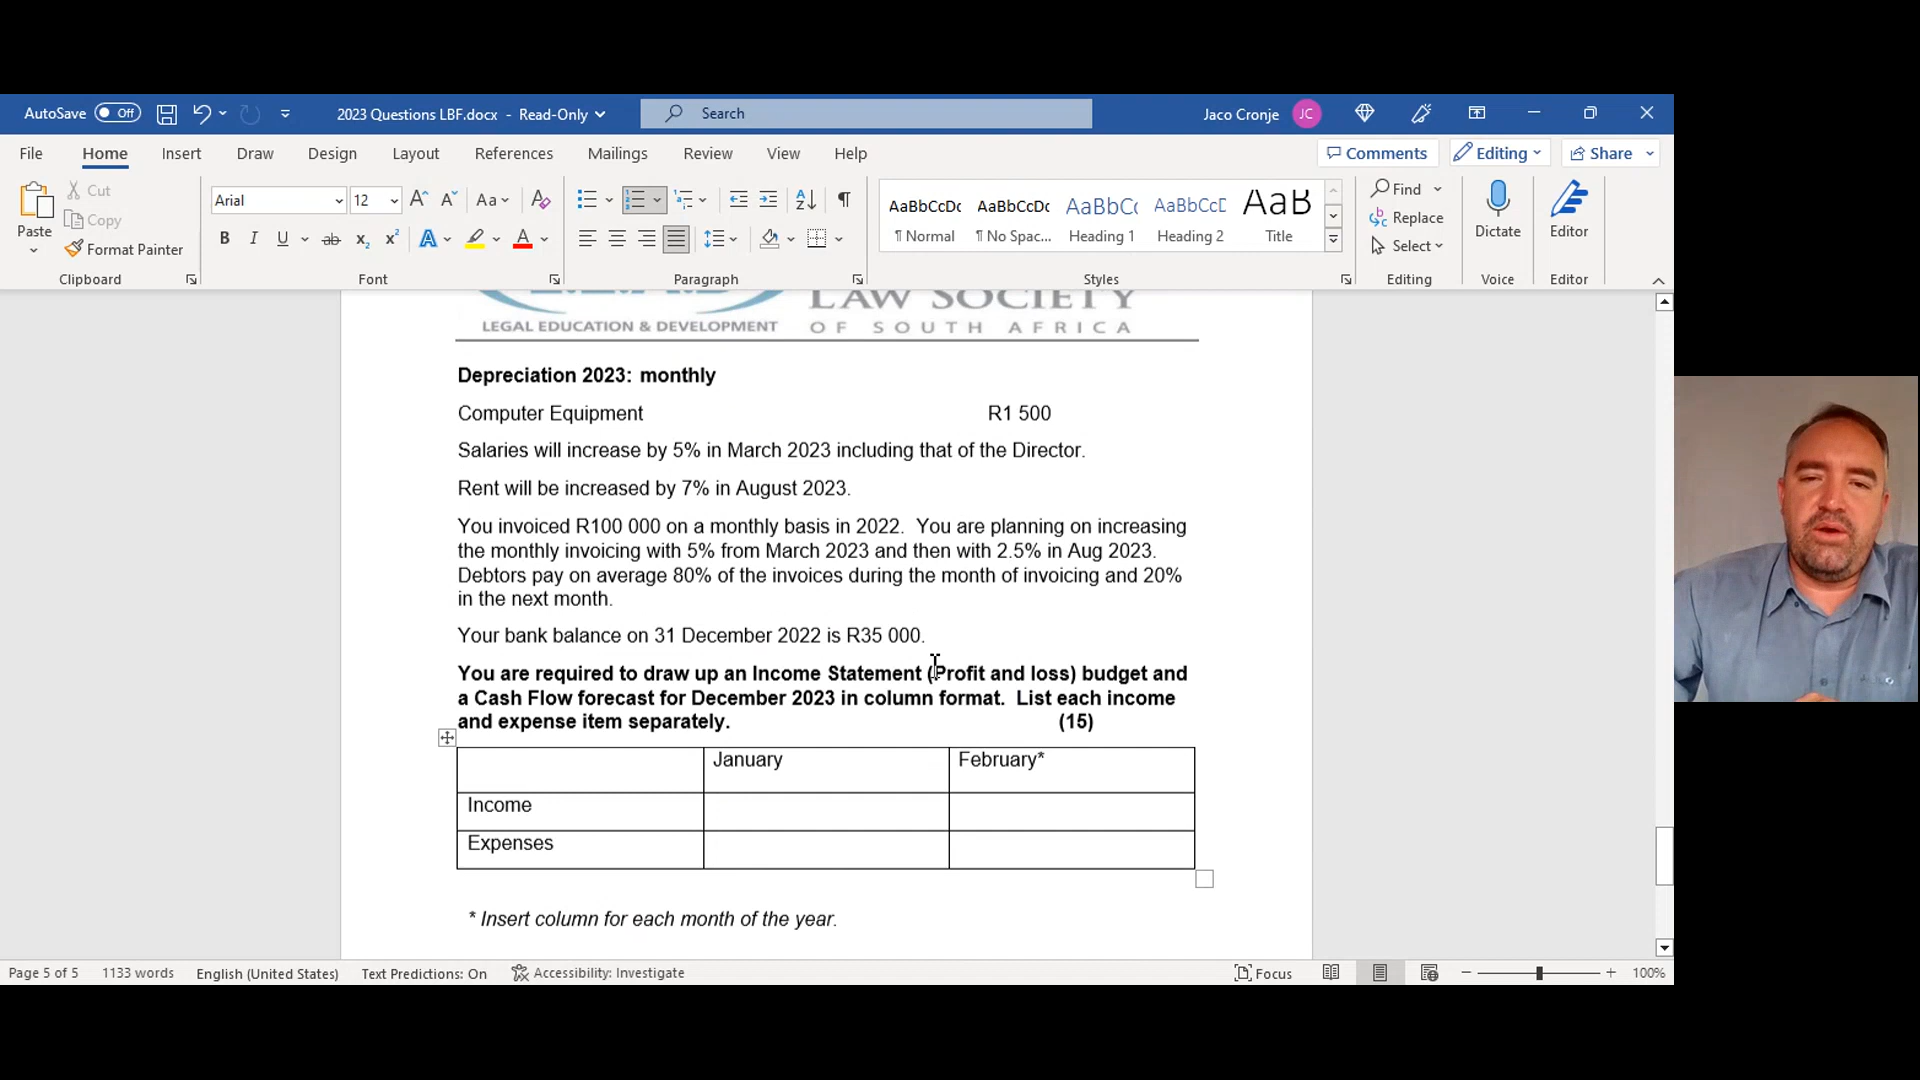 AutoSave Off 2023 Questions LBF.docx - Read-Only Search Jaco Cronje JC
File Home Insert Draw Design Layout References Mailings Review View Help Comments Editing Share
Paste Cut Copy Format Painter Clipboard
Arial 12 Aa B I U ab x₂ x² A A Font
Paragraph
AaBbCcDc AaBbCcDc AaBbCc AaBbCcD AaB
¶ Normal ¶ No Spac... Heading 1 Heading 2 Title
Styles
Find Replace Select Editing
Dictate Voice
Editor Editor
LAW SOCIETY
LEGAL EDUCATION & DEVELOPMENT OF SOUTH AFRICA
Depreciation 2023: monthly
Computer Equipment R1 500
Salaries will increase by 5% in March 2023 including that of the Director.
Rent will be increased by 7% in August 2023.
You invoiced R100 000 on a monthly basis in 2022. You are planning on increasing
the monthly invoicing with 5% from March 2023 and then with 2.5% in Aug 2023.
Debtors pay on average 80% of the invoices during the month of invoicing and 20%
in the next month.
Your bank balance on 31 December 2022 is R35 000.
You are required to draw up an Income Statement (Profit and loss) budget and
a Cash Flow forecast for December 2023 in column format. List each income
and expense item separately. (15)
January February*
Income
Expenses
* Insert column for each month of the year.
Page 5 of 5 1133 words English (United States) Text Predictions: On Accessibility: Investigate Focus 100%